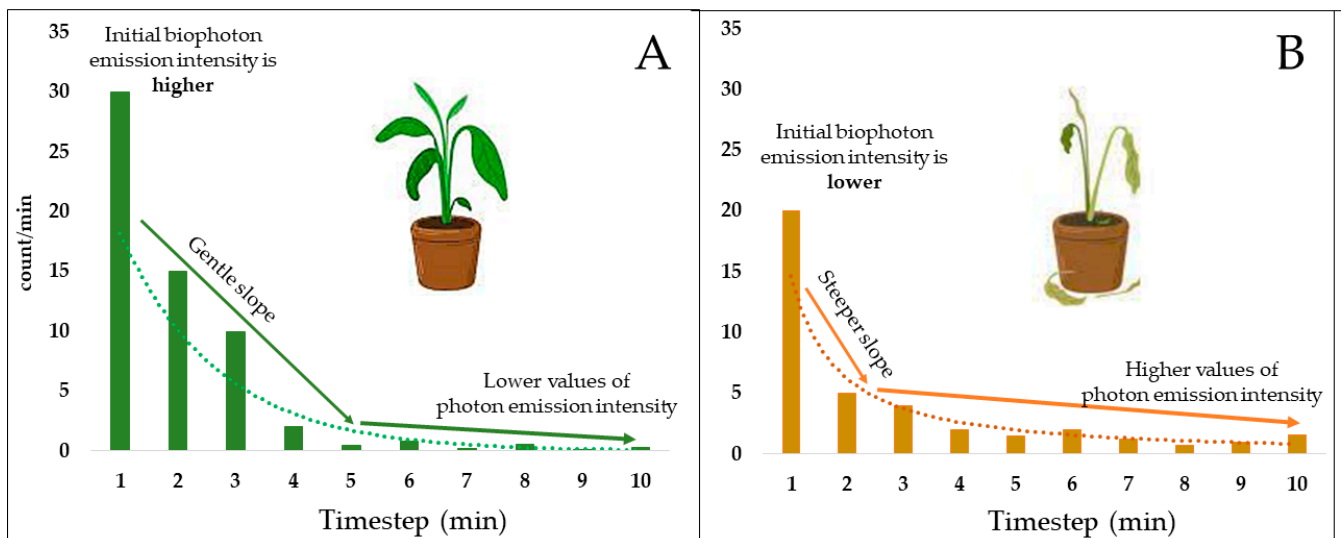 A
Initial biophoton
emission intensity is
higher
35
30
25
20
15
10
5
0
count/min
Gentle slope
Lower values of
photon emission intensity
1 2 3 4 5 6 7 8 9 10
Timestep (min)
B
Initial biophoton
emission intensity is
lower
35
30
25
20
15
10
5
0
Steeper slope
Higher values of
photon emission intensity
1 2 3 4 5 6 7 8 9 10
Timestep (min)